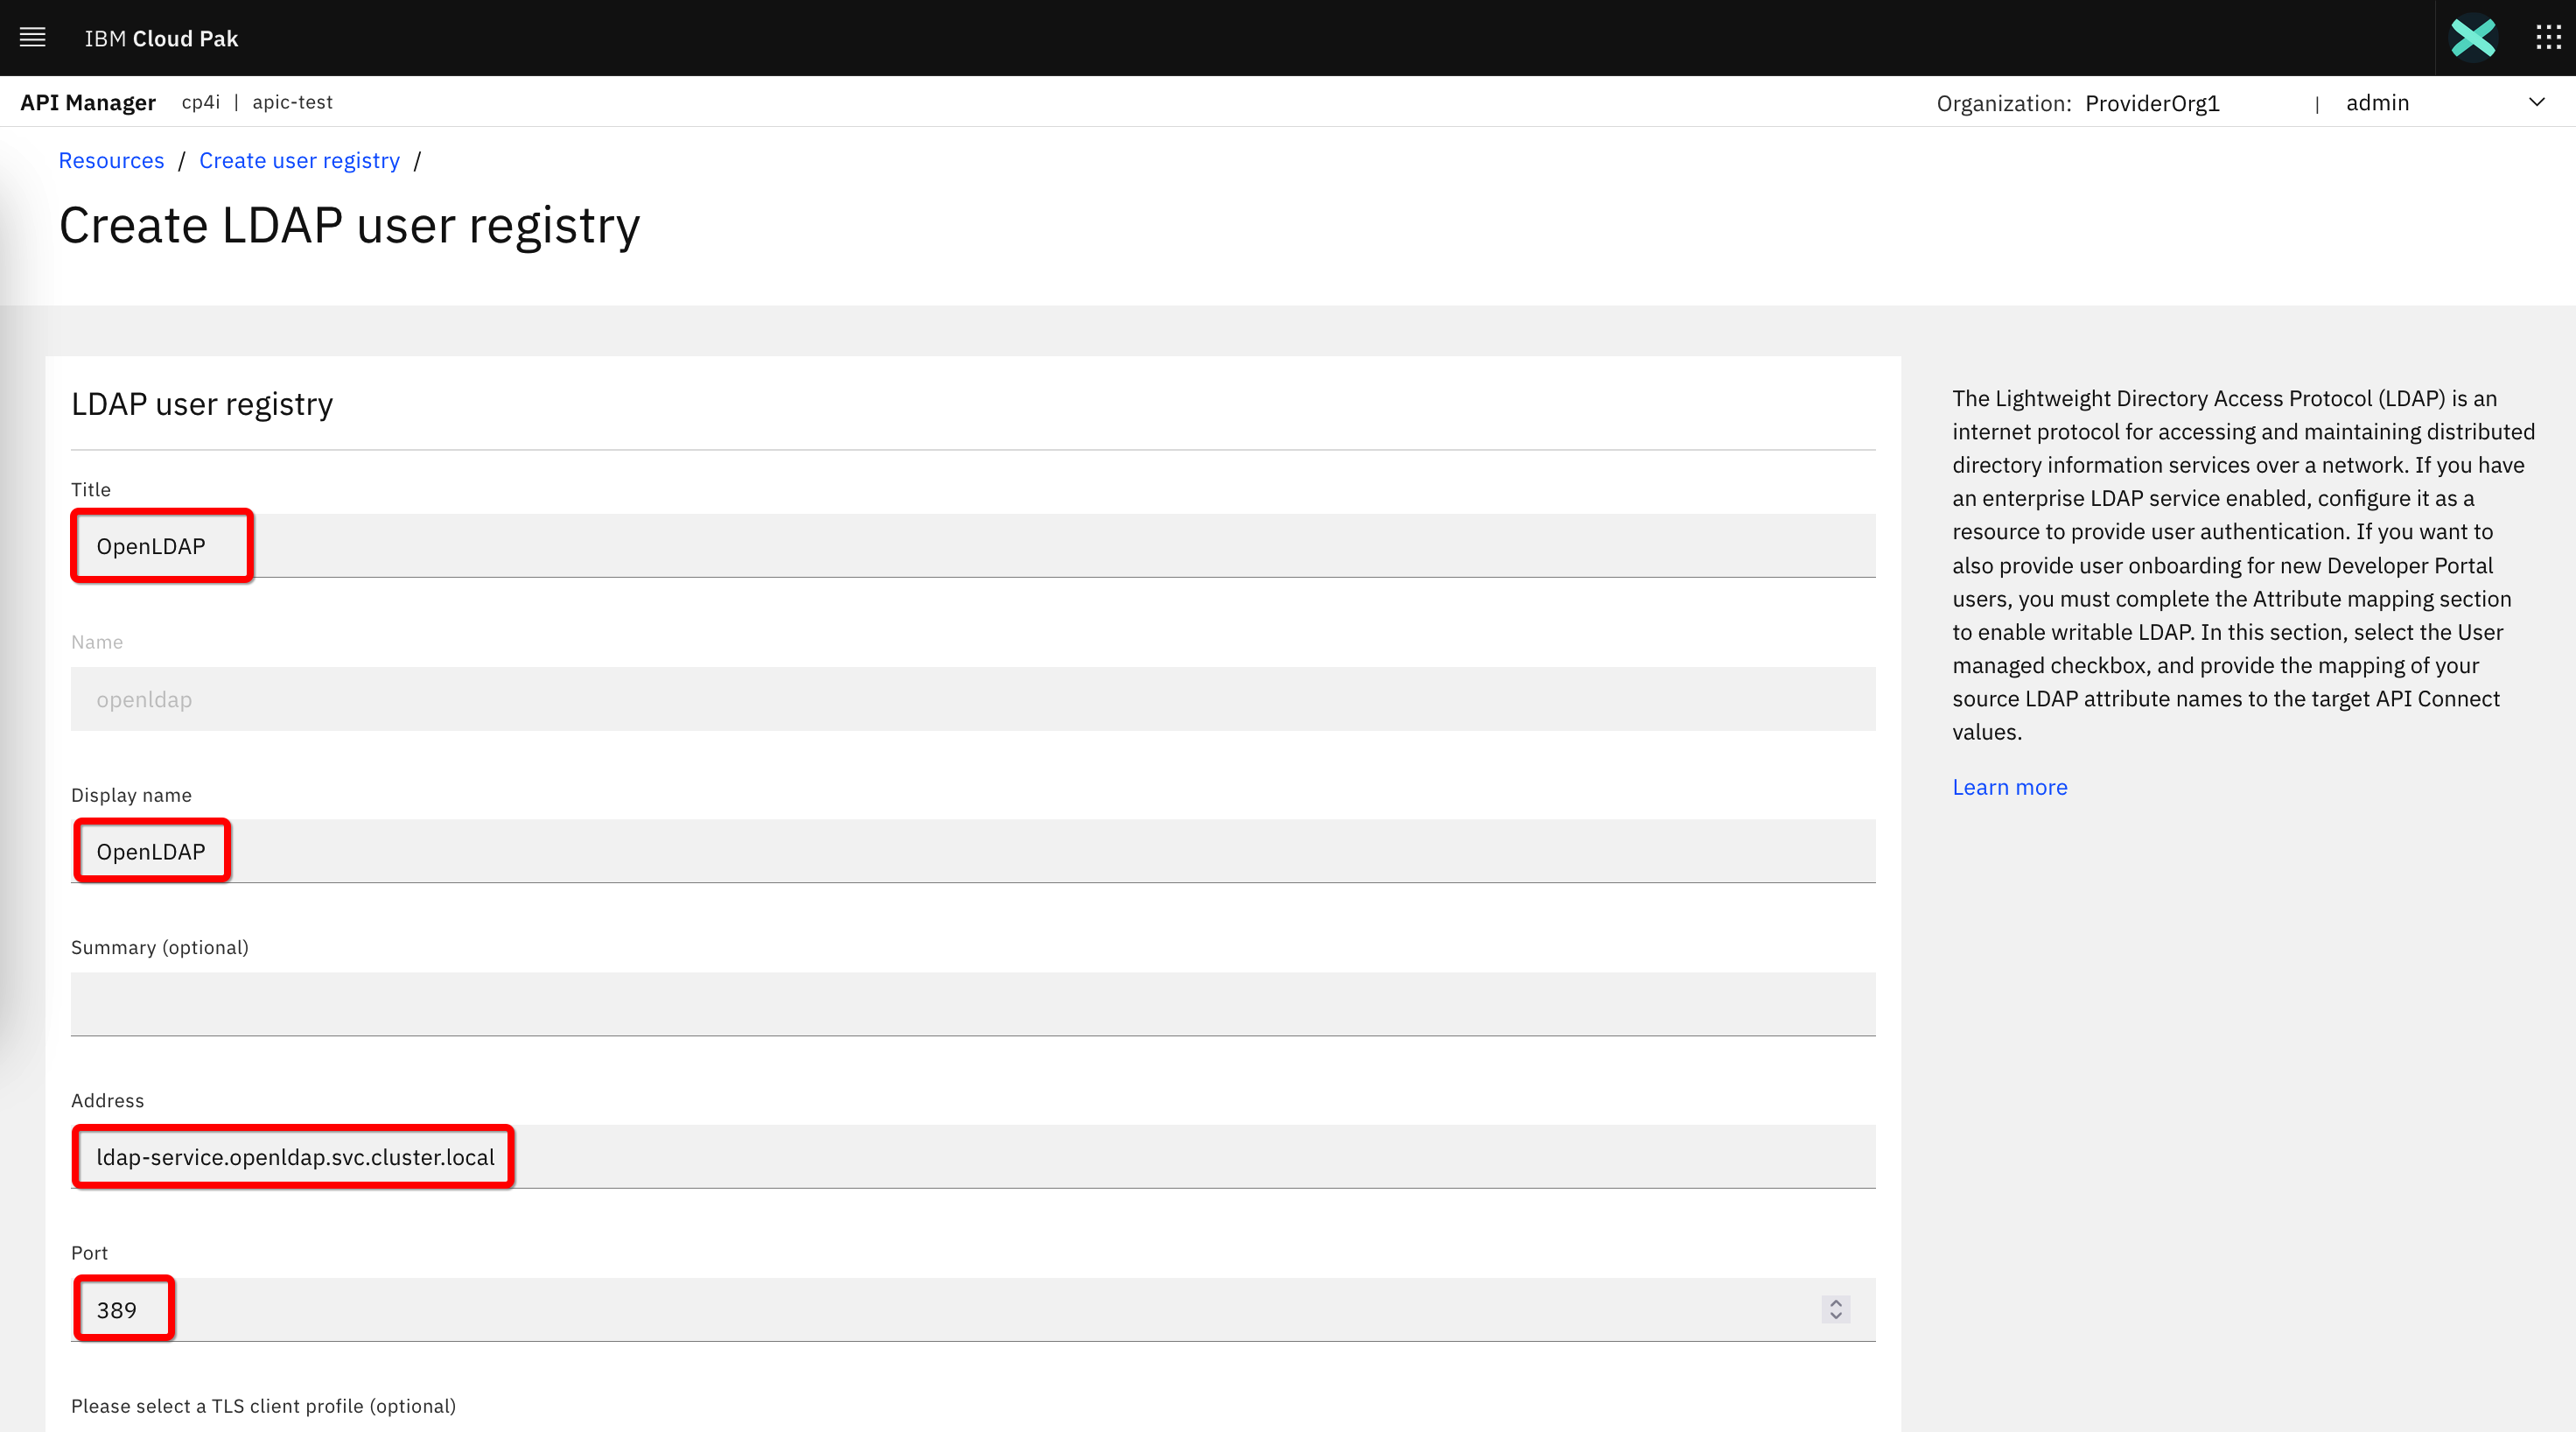 IBM Cloud Pak
API Manager cp4i | apic-test Organization: ProviderOrg1 | admin
Resources / Create user registry /
Create LDAP user registry
LDAP user registry
Title
OpenLDAP
Name
openldap
Display name
OpenLDAP
Summary (optional)
Address
ldap-service.openldap.svc.cluster.local
Port
389
Please select a TLS client profile (optional)
The Lightweight Directory Access Protocol (LDAP) is an
internet protocol for accessing and maintaining distributed
directory information services over a network. If you have
an enterprise LDAP service enabled, configure it as a
resource to provide user authentication. If you want to
also provide user onboarding for new Developer Portal
users, you must complete the Attribute mapping section
to enable writable LDAP. In this section, select the User
managed checkbox, and provide the mapping of your
source LDAP attribute names to the target API Connect
values.
Learn more